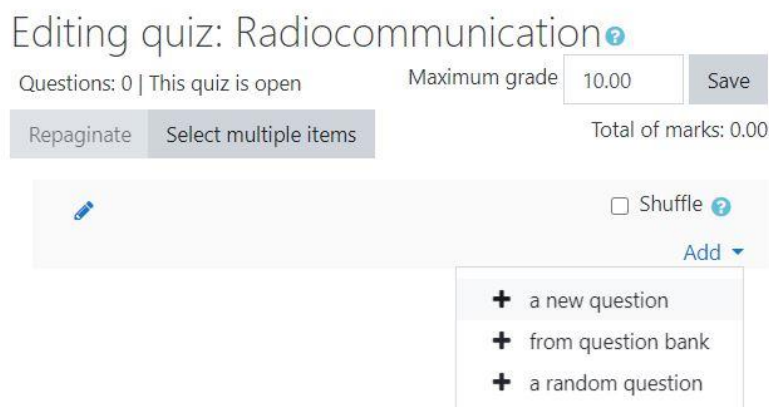 Editing quiz: Radiocommunication
Questions: 0 | This quiz is open
Maximum grade 10.00 Save
Repaginate Select multiple items
Total of marks: 0.00
Shuffle
Add
a new question
from question bank
a random question